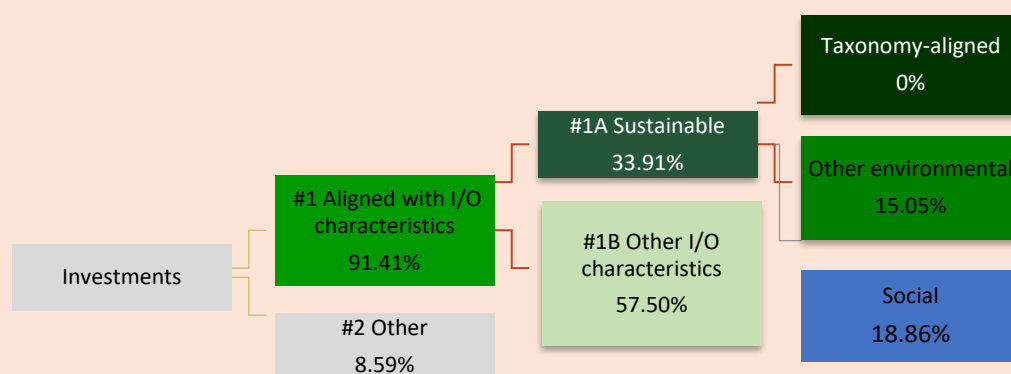 Investments
#1 Aligned with I/O
characteristics
91.41%
#2 Other
8.59%
#1A Sustainable
33.91%
#1B Other I/O
characteristics
57.50%
Taxonomy-aligned
0%
Other environmental
15.05%
Social
18.86%